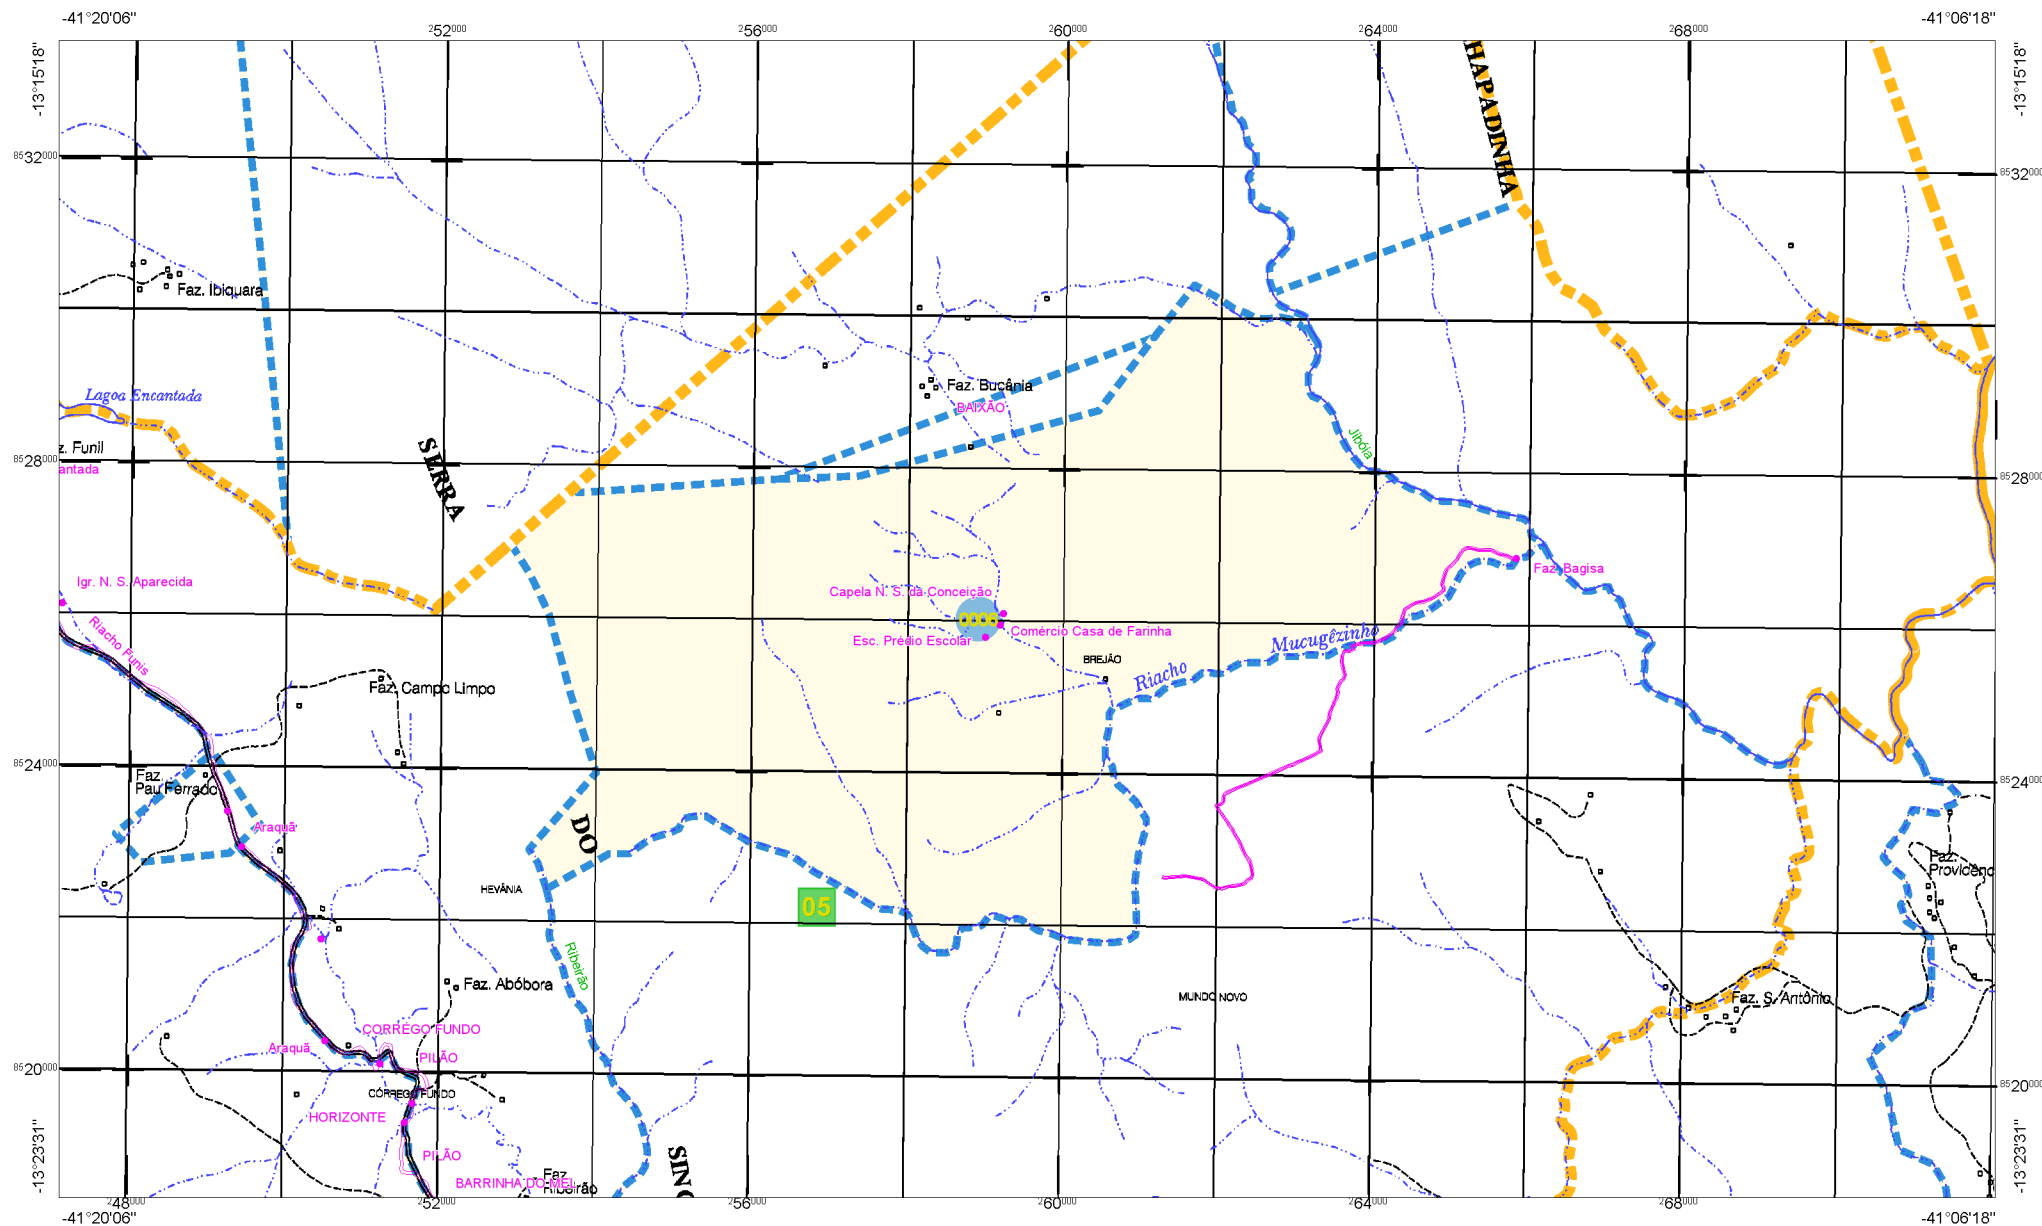 -41°20'06"
-41°06'18"
252000
256000
260000
264000
268000
-13°15'18"
-13°15'18"
HAPADINHA
8532000
8532000
Faz. Ibiquara
Lagoa Encantada
Faz. Bucânia
BAIXÃO
Jibóia
z. Funil
antada
8528000
8528000
SERRA
Faz. Bagisa
Igr. N. S. Aparecida
Capela N. S. da Conceição
0000
Comércio Casa de Farinha
Esc. Prédio Escolar
Riacho Funis
BREJÃO
Riacho
Mucugêzinho
Faz. Campo Limpo
8524000
8524000
Faz.
Pau Ferrado
Araquã
DO
Faz.
Providênc
HEVÂNIA
05
Ribeirão
Faz. Abóbora
MUNDO NOVO
Faz. S. Antônio
CORREGO FUNDO
Araquã
PILÃO
8520000
8520000
CÓRREGO FUNDO
HORIZONTE
PILÃO
SINC
Faz.
Ribeirão
BARRINHA DO MEL
-13°23'31"
-13°23'31"
248000
252000
256000
260000
264000
268000
-41°20'06"
-41°06'18"